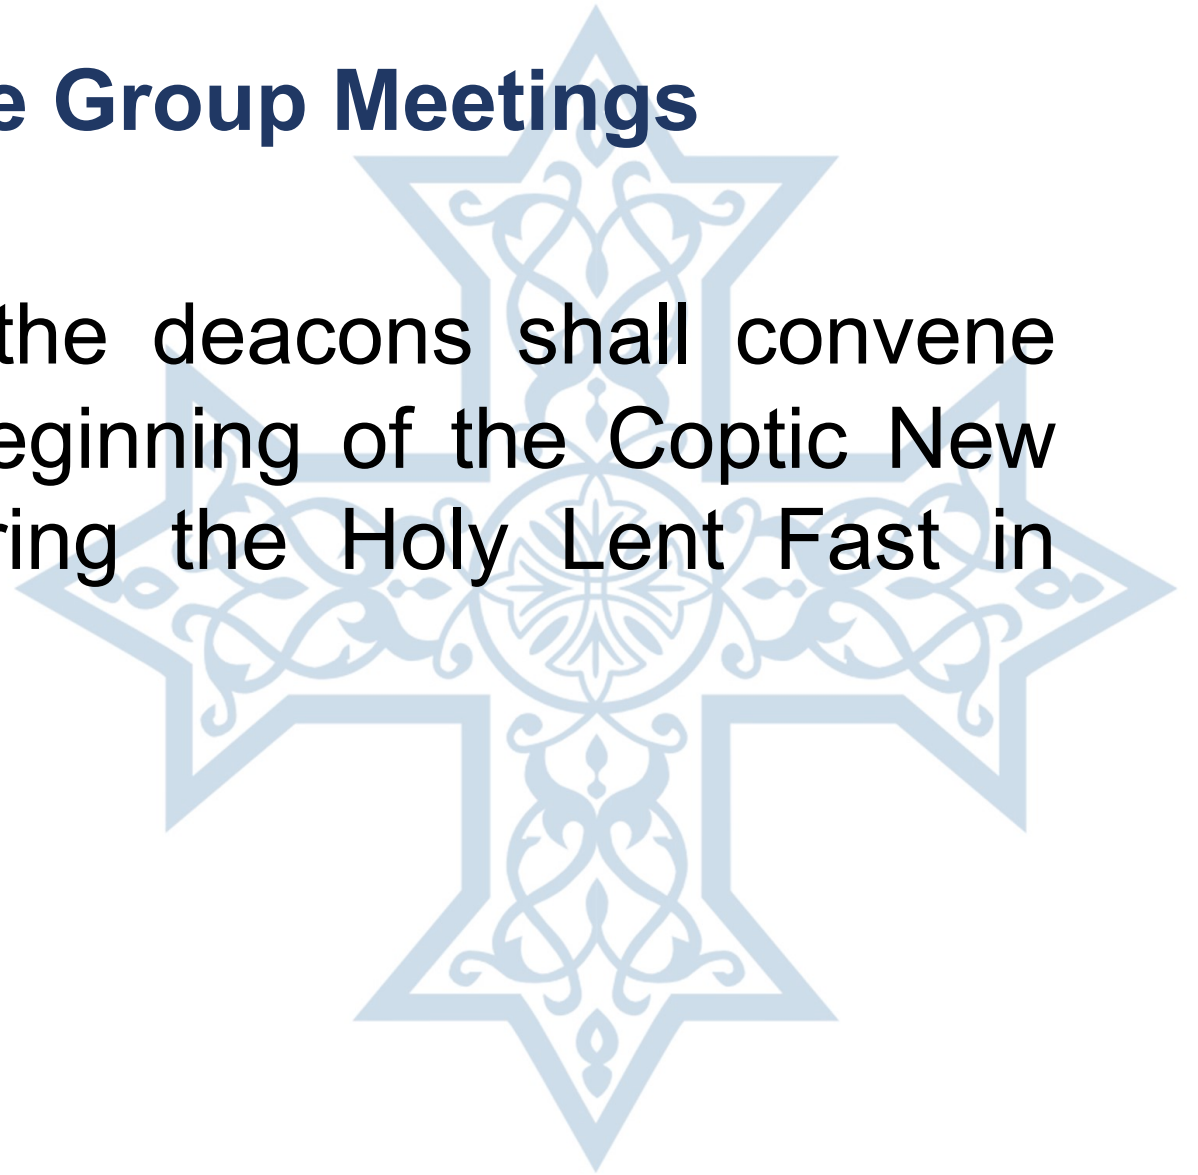 e Group Meetings
the deacons shall convene
eginning of the Coptic New
ring the Holy Lent Fast in